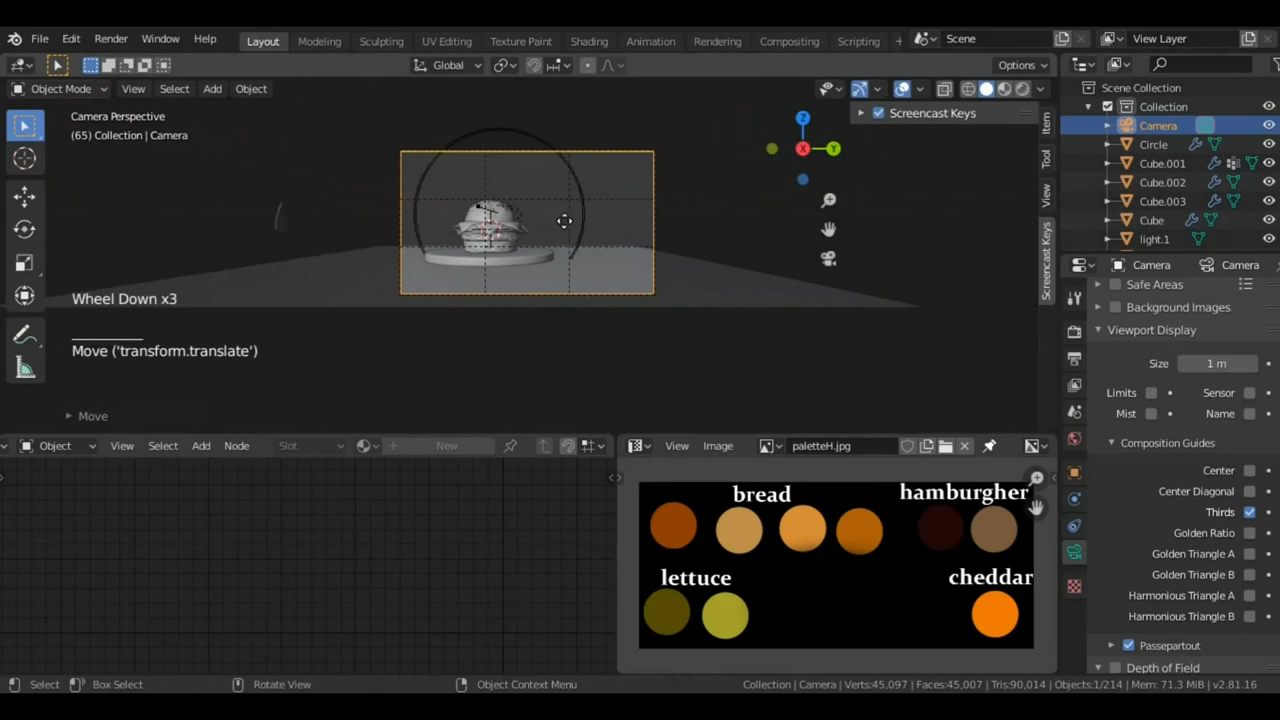 File Edit Render Window Help Layout Modeling Sculpting UV Editing Texture Paint Shading Animation Rendering Compositing Scripting + Scene View Layer
Global Options
Object Mode View Select Add Object
Scene Collection
Collection
Camera
Circle
Cube.001
Cube.002
Cube.003
Cube
light.1
Camera Perspective
(65) Collection | Camera
Screencast Keys
Z
X
Y
Item
Tool
View
Screencast Keys
Wheel Down x3
Move ('transform.translate')
Move
Camera Camera
Safe Areas
Background Images
Viewport Display
Size 1 m
Limits Sensor
Mist Name
Composition Guides
Center
Center Diagonal
Thirds
Golden Ratio
Golden Triangle A
Golden Triangle B
Harmonious Triangle A
Harmonious Triangle B
Passepartout
Depth of Field
Object View Select Add Node Slot New
View Image paletteH.jpg
bread hamburgher
lettuce cheddar
Select Box Select Rotate View Object Context Menu
Collection | Camera | Verts:45,097 | Faces:45,007 | Tris:90,014 | Objects:1/214 | Mem: 71.3 MiB | v2.81.16